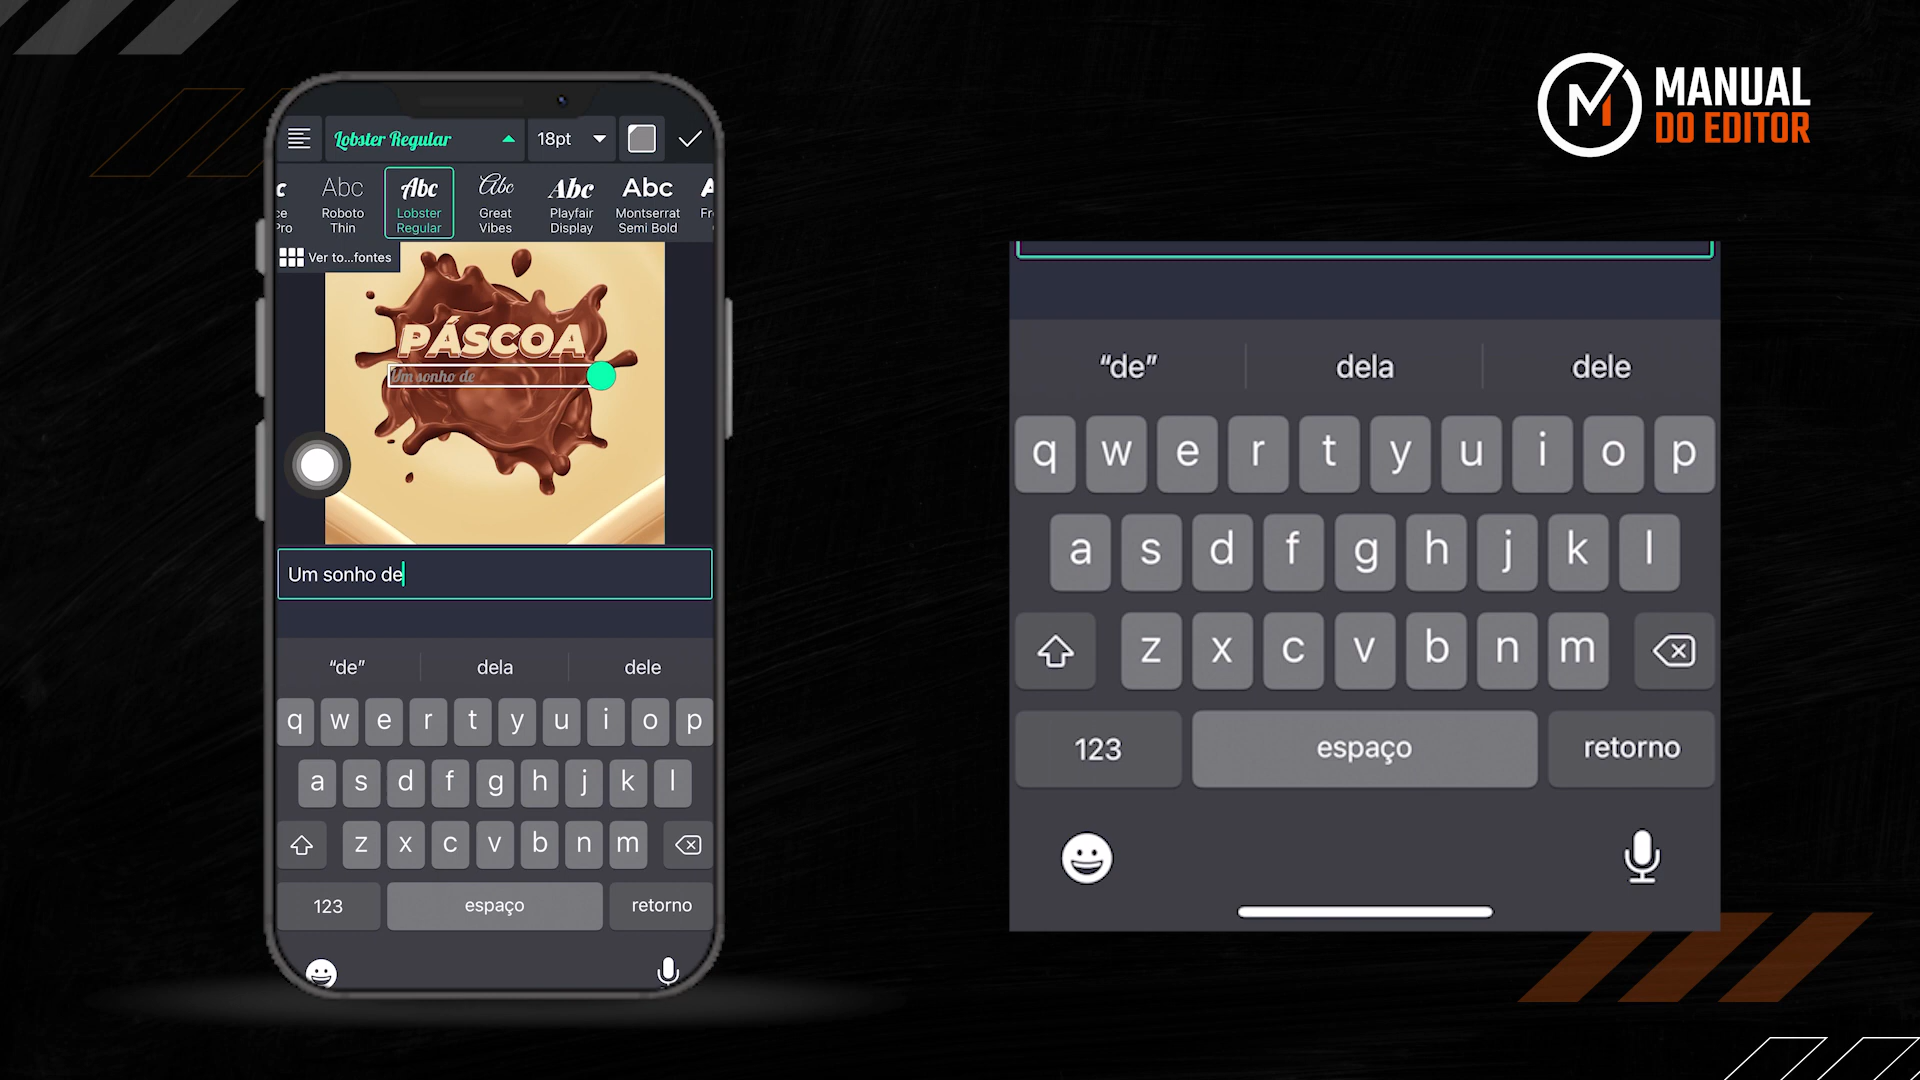 MANUAL
DO EDITOR
Lobster Regular
18pt
Abc
Roboto
Thin
Abc
Lobster
Regular
Abc
Great
Vibes
Abc
Playfair
Display
Abc
Montserrat
Semi Bold
Ver to...fontes
PÁSCOA
Um sonho de
Um sonho de
“de”
dela
dele
q w e r t y u i o p
a s d f g h j k l
z x c v b n m
123
espaço
retorno
“de”
dela
dele
q w e r t y u i o p
a s d f g h j k l
z x c v b n m
123
espaço
retorno